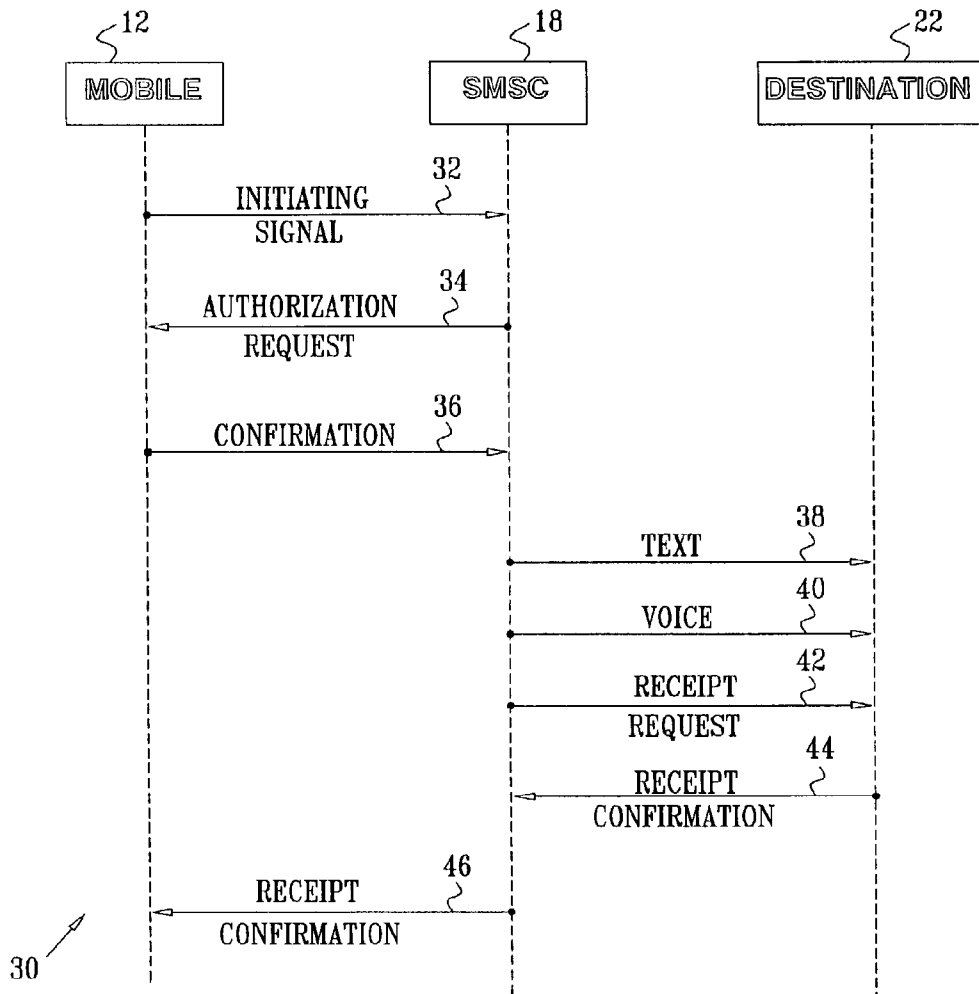 12
18
22
MOBILE
SMSC
DESTINATION
32
INITIATING
SIGNAL
34
AUTHORIZATION
REQUEST
36
CONFIRMATION
38
TEXT
40
VOICE
42
RECEIPT
REQUEST
44
RECEIPT
CONFIRMATION
46
RECEIPT
CONFIRMATION
30